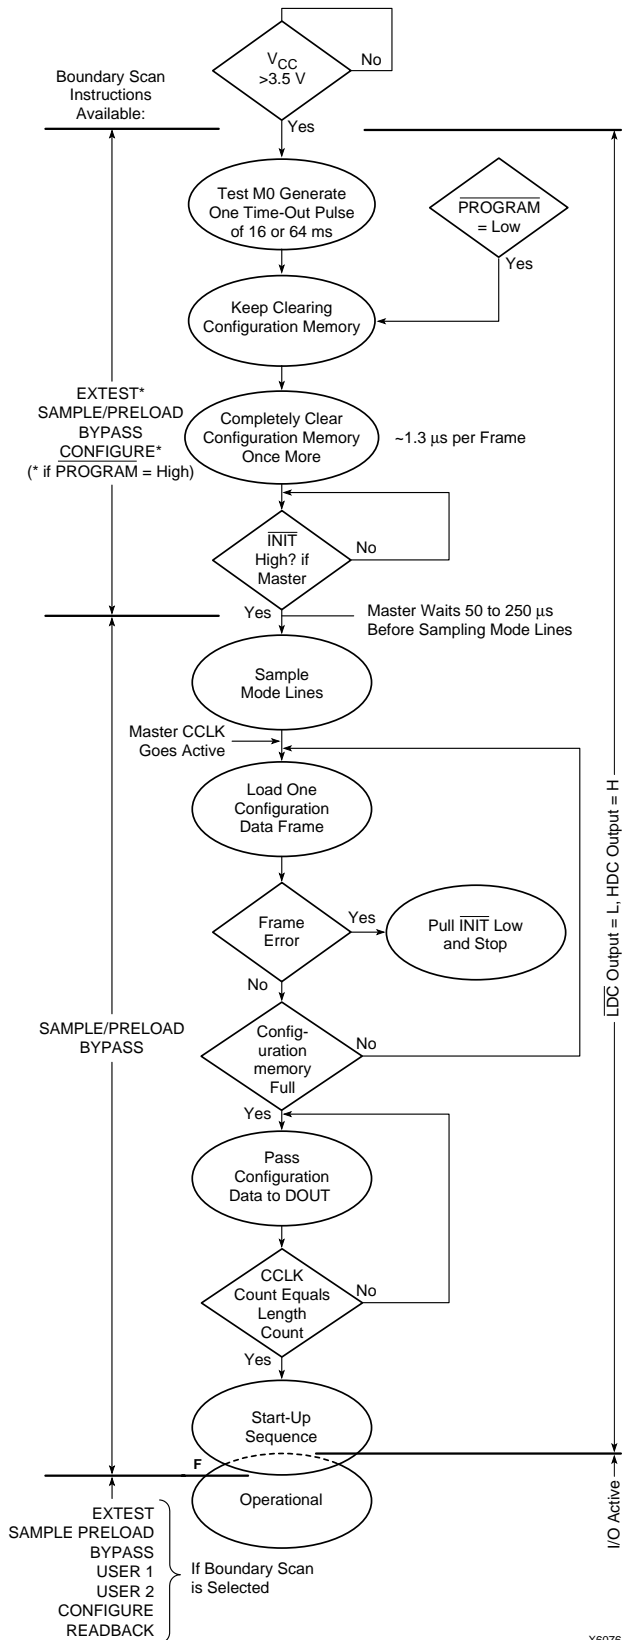 VCC
>3.5 V
No
Boundary Scan
Instructions
Available:
Yes
Test M0 Generate
One Time-Out Pulse
of 16 or 64 ms
PROGRAM
= Low
Yes
Keep Clearing
Configuration Memory
EXTEST*
SAMPLE/PRELOAD
BYPASS
CONFIGURE*
(* if PROGRAM = High)
Completely Clear
Configuration Memory
Once More
~1.3 µs per Frame
INIT
High? if
Master
No
Yes
Master Waits 50 to 250 µs
Before Sampling Mode Lines
Sample
Mode Lines
Master CCLK
Goes Active
Load One
Configuration
Data Frame
LDC Output = L, HDC Output = H
Frame
Error
Yes
Pull INIT Low
and Stop
No
SAMPLE/PRELOAD
BYPASS
Config-
uration
memory
Full
No
Yes
Pass
Configuration
Data to DOUT
CCLK
Count Equals
Length
Count
No
Yes
Start-Up
Sequence
F
Operational
I/O Active
EXTEST
SAMPLE PRELOAD
BYPASS
USER 1
USER 2
CONFIGURE
READBACK
If Boundary Scan
is Selected
X6076